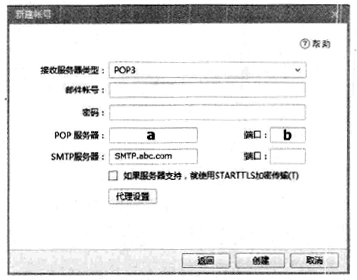 新建帐号
帮助
接收服务器类型： POP3
邮件帐号：
密码：
POP 服务器： a 端口： b
SMTP服务器： SMTP.abc.com 端口：
如果服务器支持，就使用STARTTLS加密传输(T)
代理设置
返回 创建 取消